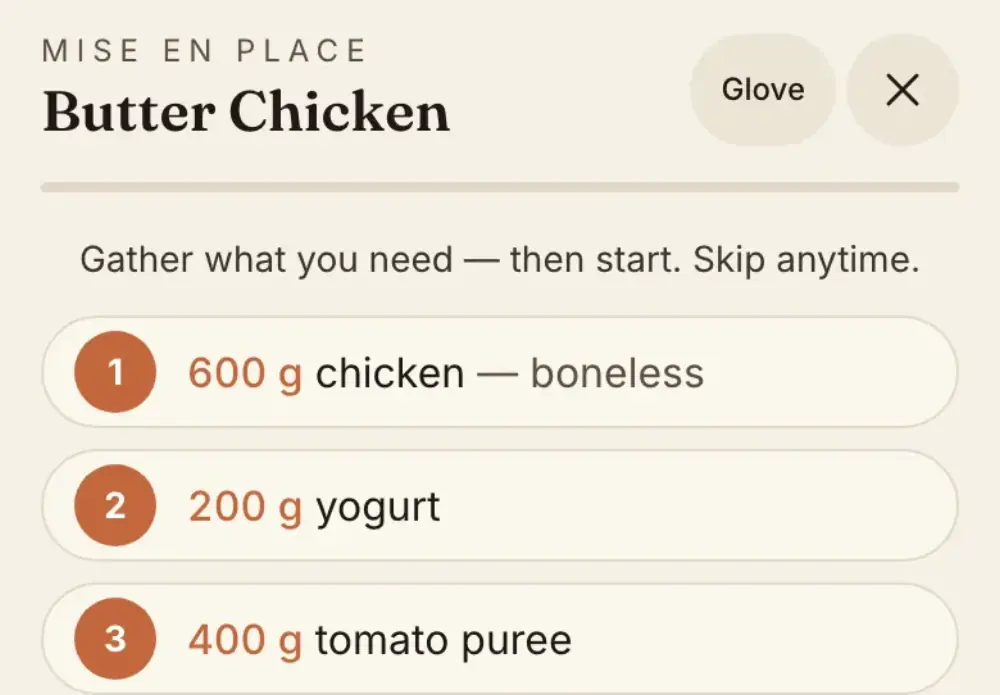 MISE EN PLACE
Butter Chicken
Glove
Gather what you need — then start. Skip anytime.
1 600 g chicken — boneless
2 200 g yogurt
3 400 g tomato puree